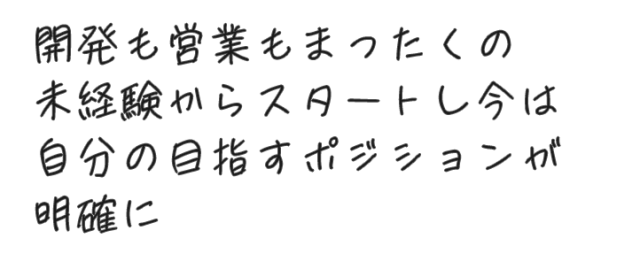 開発も営業もまったくの
未経験からスタートし今は
自分の目指すポジションが
明確に